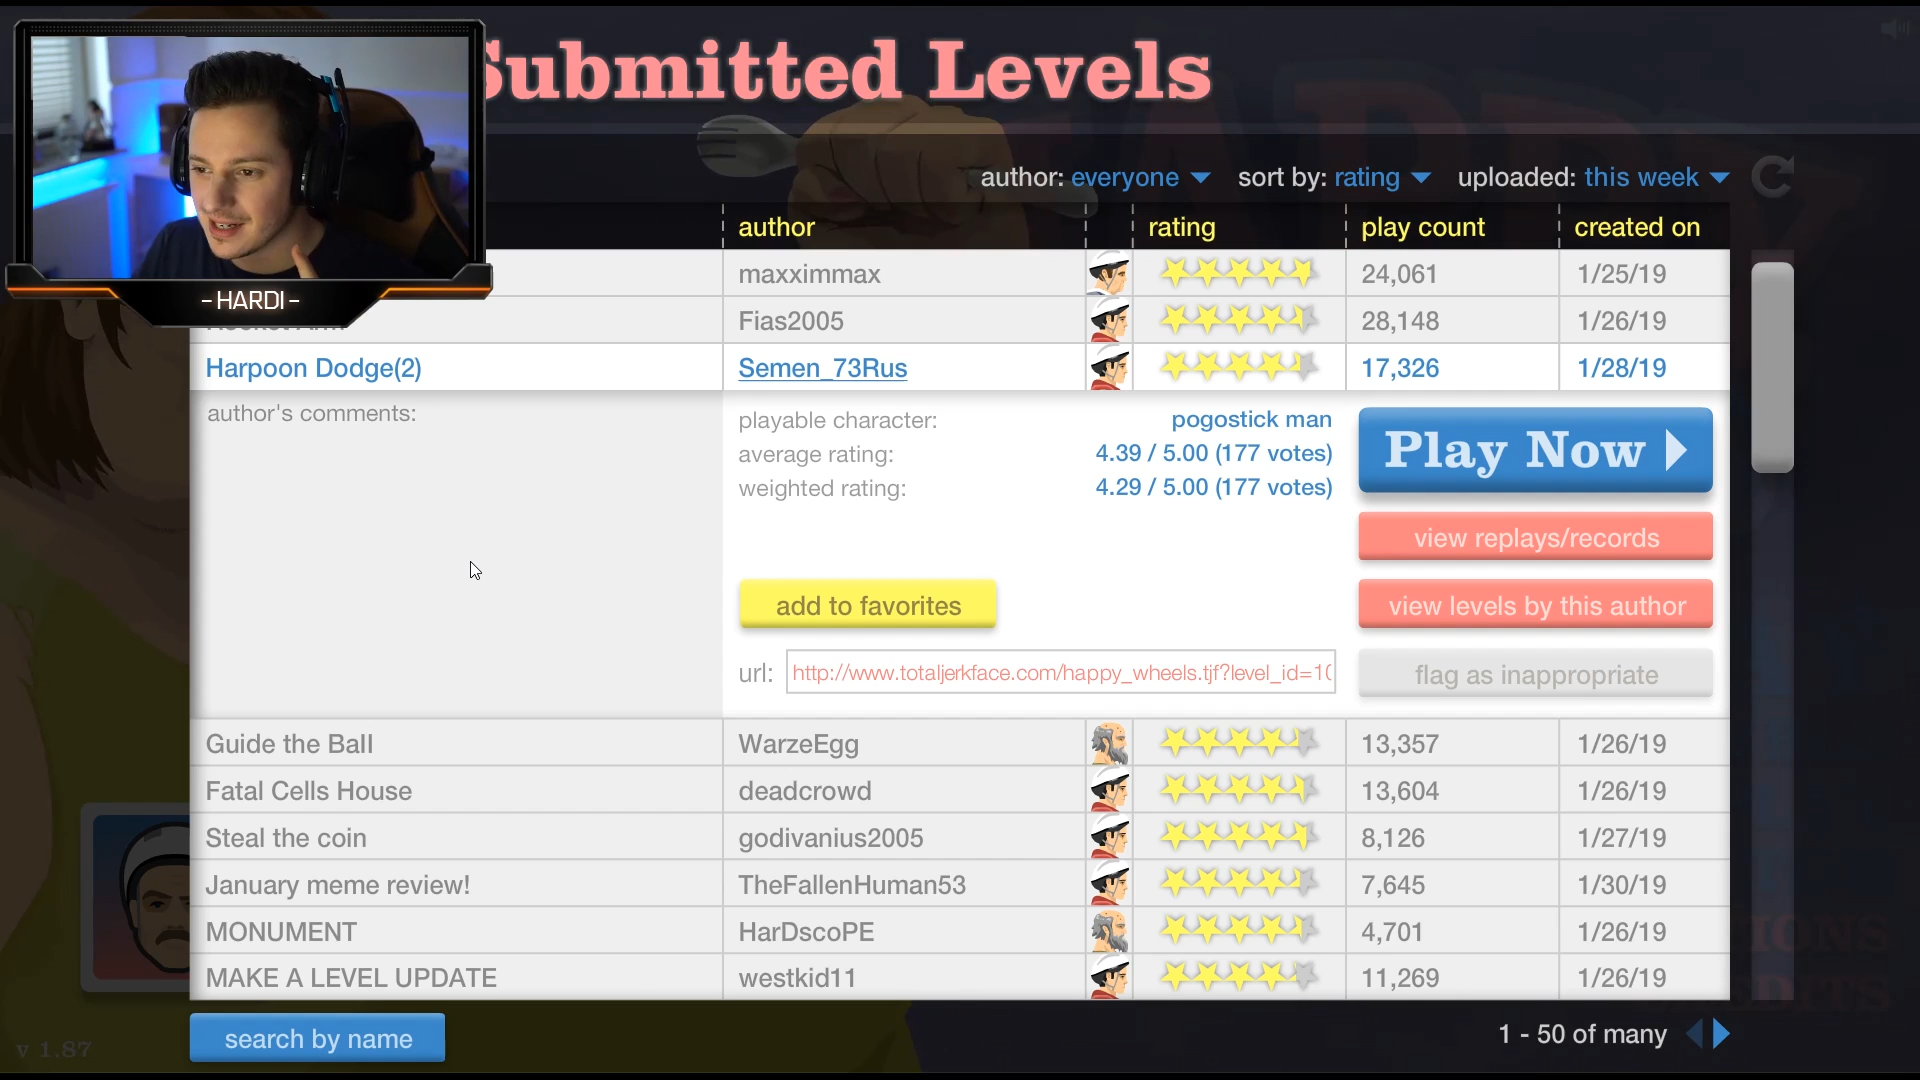 Submitted Levels
- HARDI -
author: everyone sort by: rating uploaded: this week
author rating play count created on
maxximmax 24,061 1/25/19
Fias2005 28,148 1/26/19
Harpoon Dodge(2) Semen_73Rus 17,326 1/28/19
author's comments:
playable character: pogostick man
average rating: 4.39 / 5.00 (177 votes)
weighted rating: 4.29 / 5.00 (177 votes)
Play Now
view replays/records
add to favorites
view levels by this author
url: http://www.totaljerkface.com/happy_wheels.tjf?level_id=10
flag as inappropriate
Guide the Ball WarzeEgg 13,357 1/26/19
Fatal Cells House deadcrowd 13,604 1/26/19
Steal the coin godivanius2005 8,126 1/27/19
January meme review! TheFallenHuman53 7,645 1/30/19
MONUMENT HarDscoPE 4,701 1/26/19
MAKE A LEVEL UPDATE westkid11 11,269 1/26/19
search by name
1 - 50 of many
v 1.87